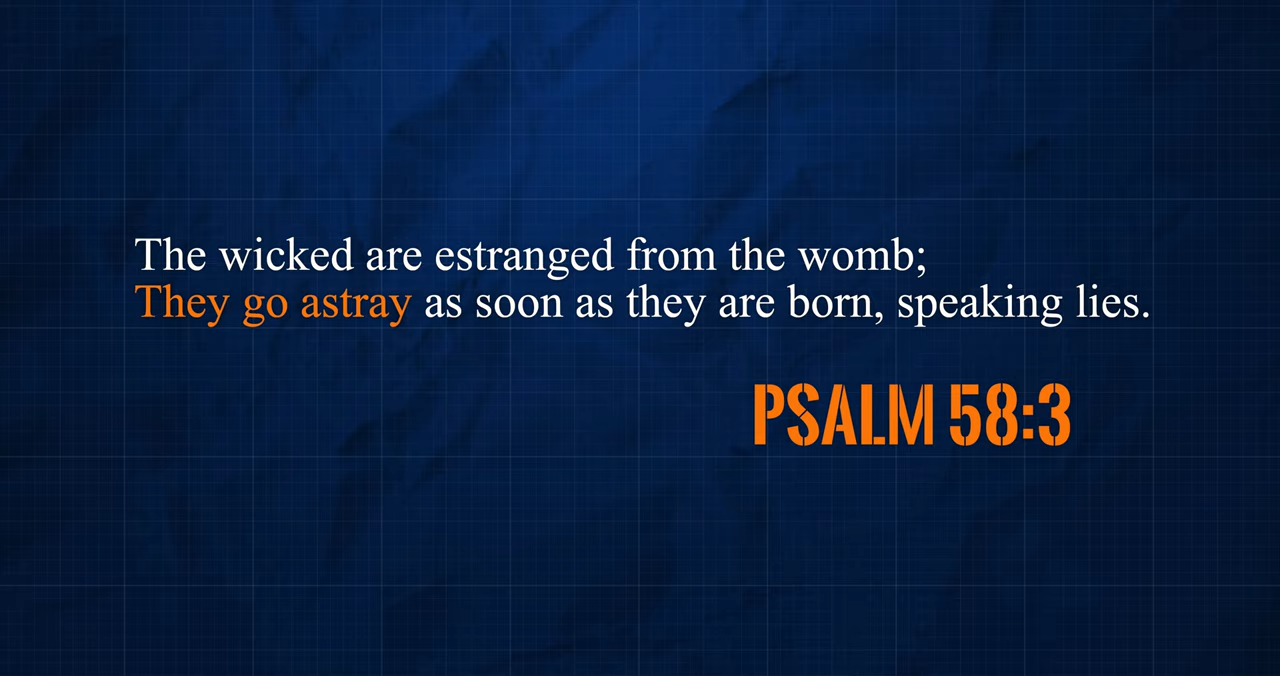 The wicked are estranged from the womb;
They go astray as soon as they are born, speaking lies.
PSALM 58:3